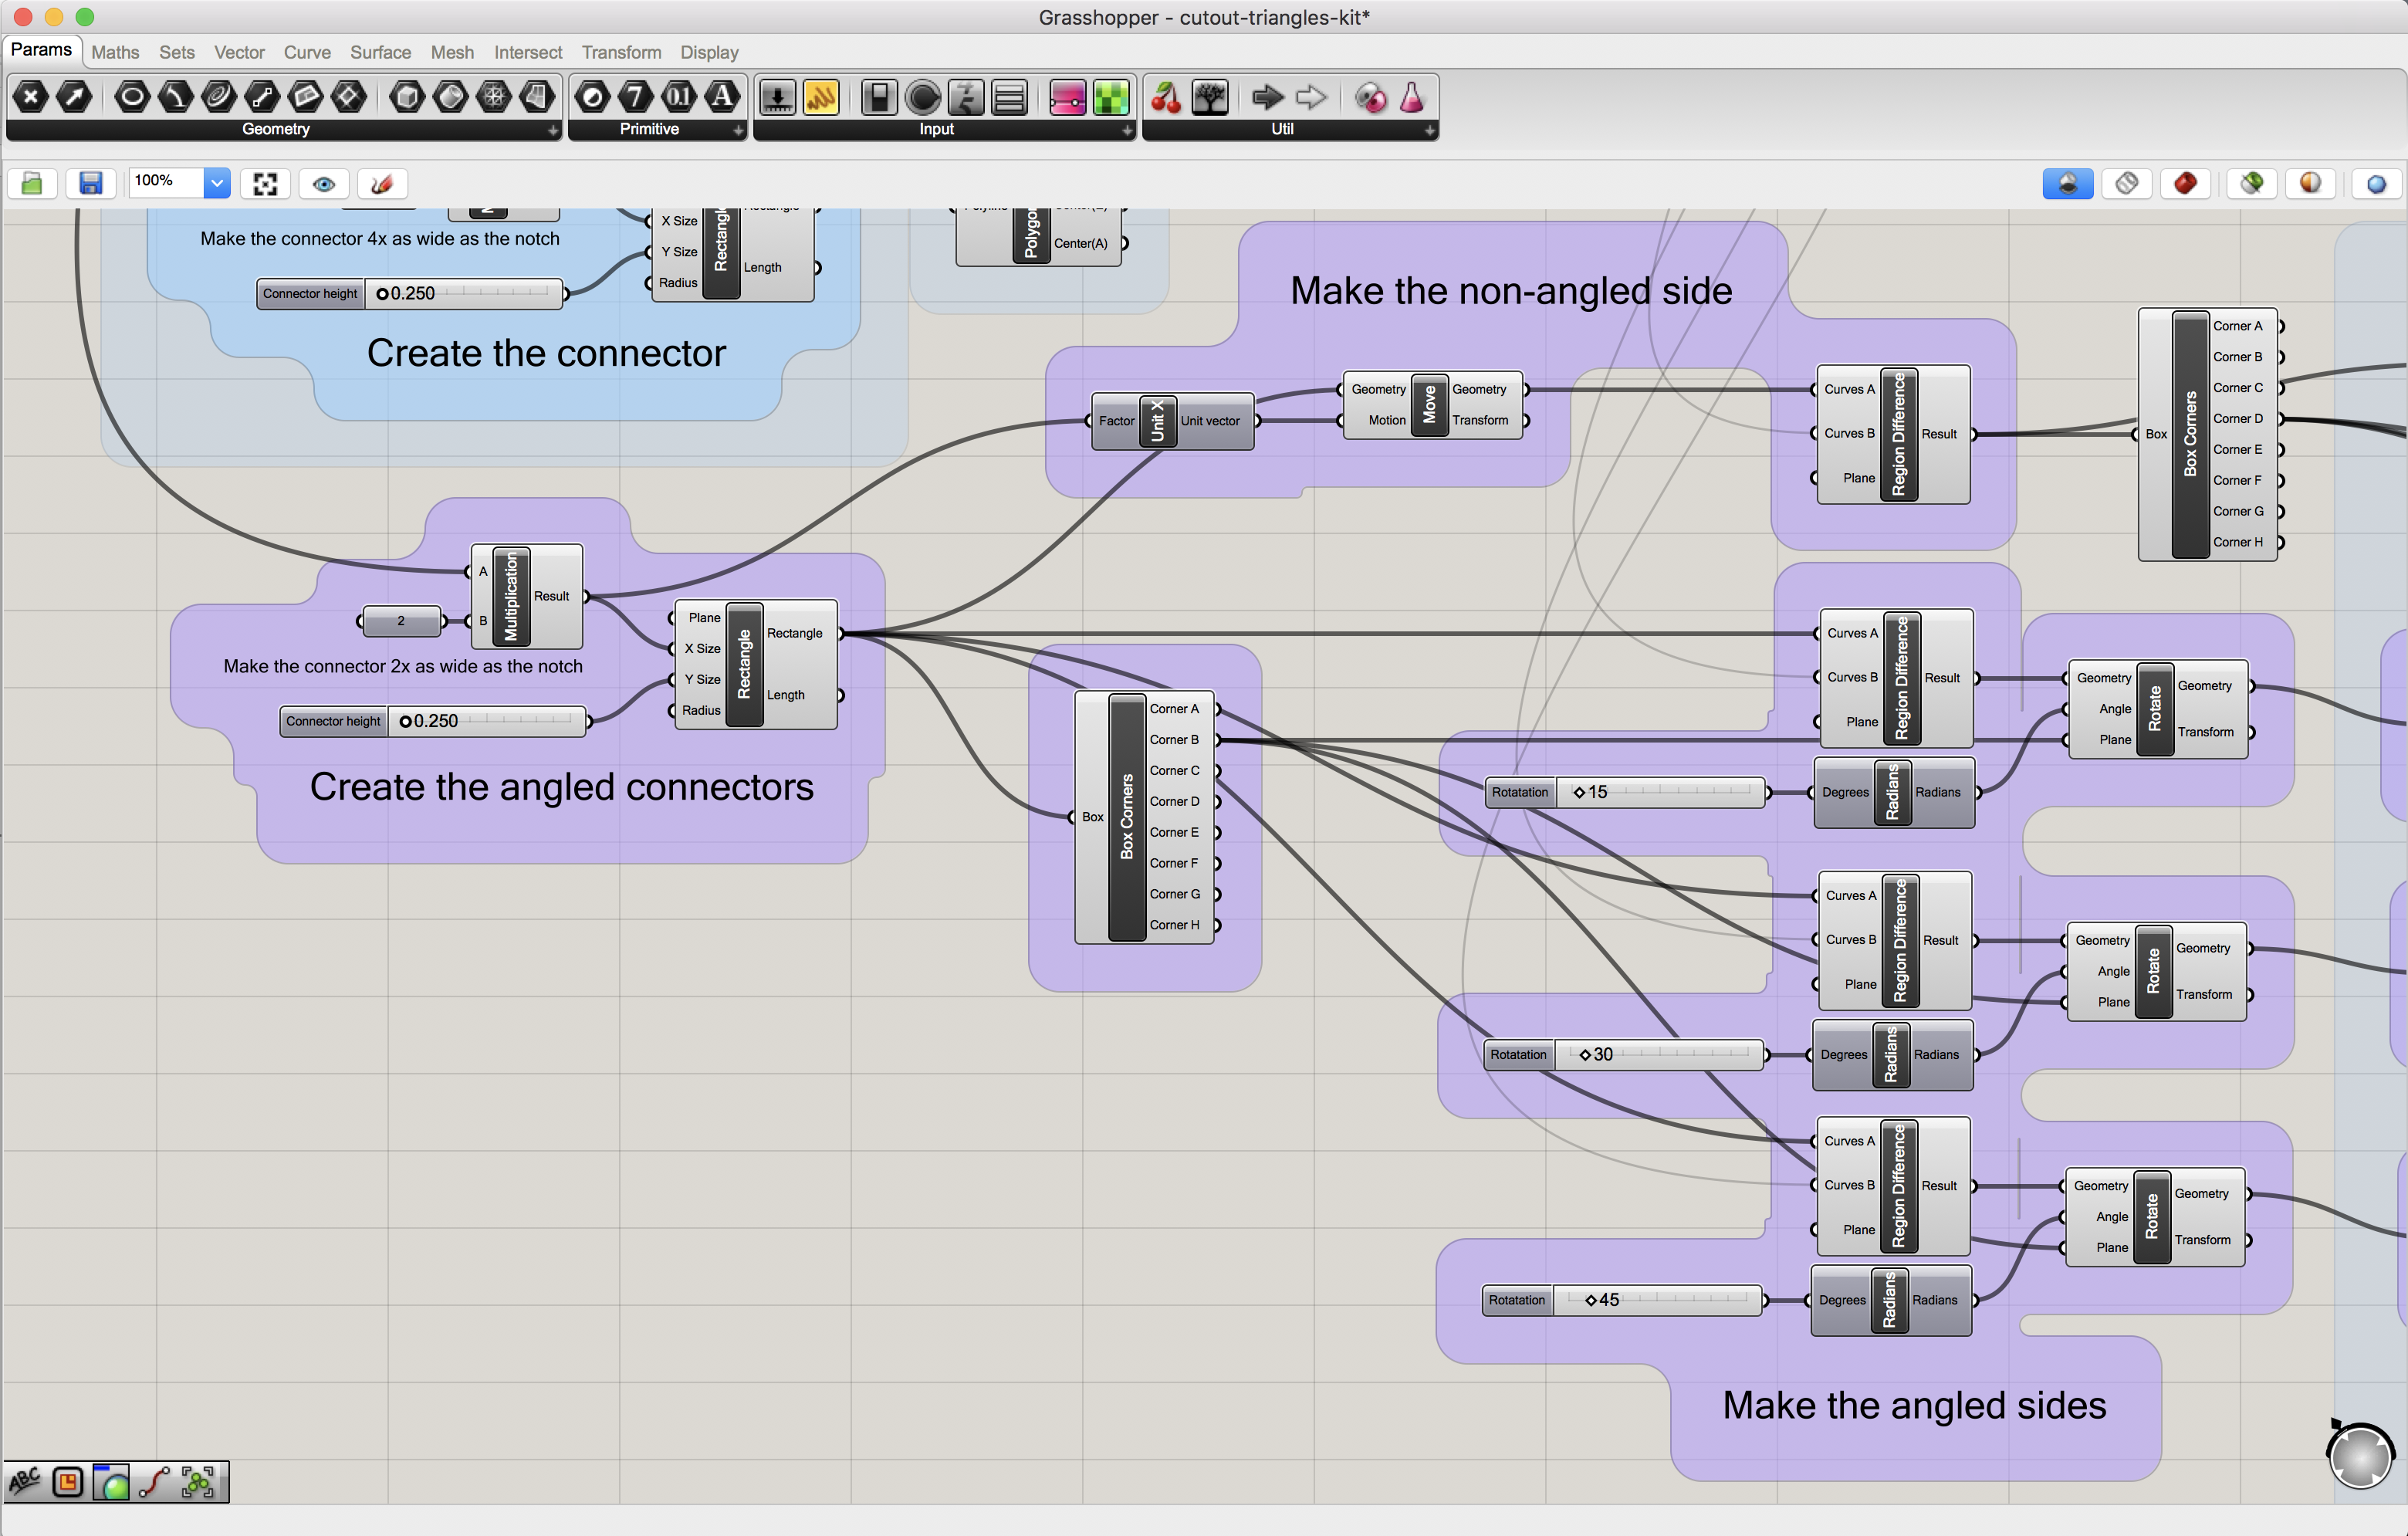 Grasshopper - cutout-triangles-kit*
Params Maths Sets Vector Curve Surface Mesh Intersect Transform Display
Geometry Primitive Input Util
100%
Make the connector 4x as wide as the notch
Connector height 0.250
X Size
Y Size
Radius
Rectangle
Length
Create the connector
Center(A)
Make the non-angled side
Factor Unit X Unit vector
Geometry
Motion
Move
Geometry
Transform
Curves A
Curves B
Plane
Region Difference
Result
Box
Box Corners
Corner A
Corner B
Corner C
Corner D
Corner E
Corner F
Corner G
Corner H
A
B
Multiplication
Result
2
Make the connector 2x as wide as the notch
Connector height 0.250
Plane
X Size
Y Size
Radius
Rectangle
Rectangle
Length
Create the angled connectors
Box
Box Corners
Corner A
Corner B
Corner C
Corner D
Corner E
Corner F
Corner G
Corner H
Curves A
Curves B
Plane
Region Difference
Result
Geometry
Angle
Plane
Rotate
Geometry
Transform
Rotatation 15
Degrees Radians Radians
Curves A
Curves B
Plane
Region Difference
Result
Geometry
Angle
Plane
Rotate
Geometry
Transform
Rotatation 30
Degrees Radians Radians
Curves A
Curves B
Plane
Region Difference
Result
Geometry
Angle
Plane
Rotate
Geometry
Transform
Rotatation 45
Degrees Radians Radians
Make the angled sides
ABC